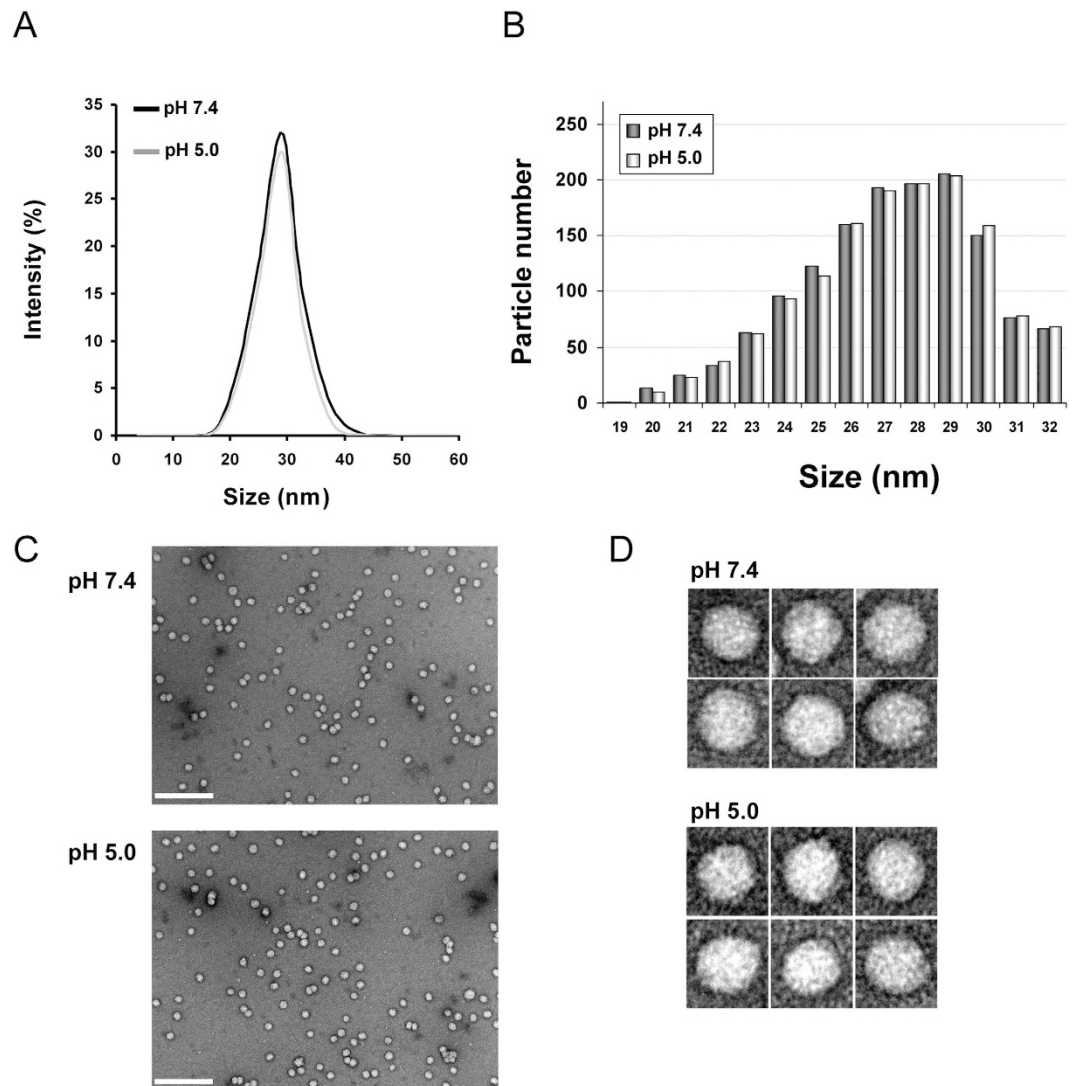 A
pH 7.4
pH 5.0
35
30
25
20
15
10
5
0
Intensity (%)
0 10 20 30 40 50 60
Size (nm)
B
pH 7.4
pH 5.0
250
200
150
100
50
0
Particle number
19 20 21 22 23 24 25 26 27 28 29 30 31 32
Size (nm)
C
pH 7.4
pH 5.0
D
pH 7.4
pH 5.0